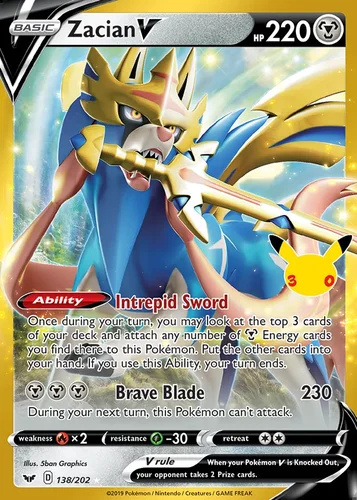 BASIC Zacian V HP 220
30
Ability Intrepid Sword
Once during your turn, you may look at the top 3 cards
of your deck and attach any number of Energy cards
you find there to this Pokémon. Put the other cards into
your hand. If you use this Ability, your turn ends.
Brave Blade 230
During your next turn, this Pokémon can't attack.
weakness ×2 resistance -30 retreat
Illus. 5ban Graphics
D 138/202
V rule When your Pokémon V is Knocked Out,
your opponent takes 2 Prize cards.
©2019 Pokémon / Nintendo / Creatures / GAME FREAK